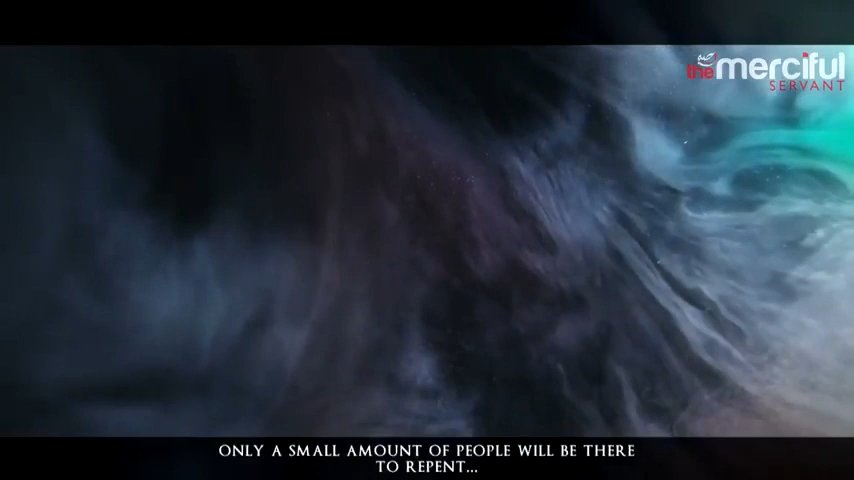 the merciful
SERVANT
ONLY A SMALL AMOUNT OF PEOPLE WILL BE THERE
TO REPENT...